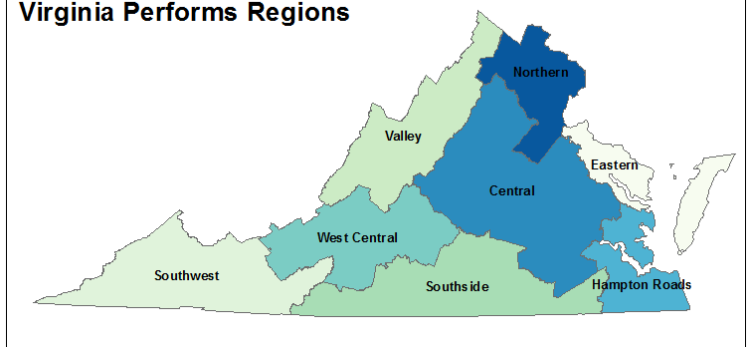 Virginia Performs Regions
Northern
Valley
Eastern
Central
West Central
Southwest
Southside
Hampton Roads